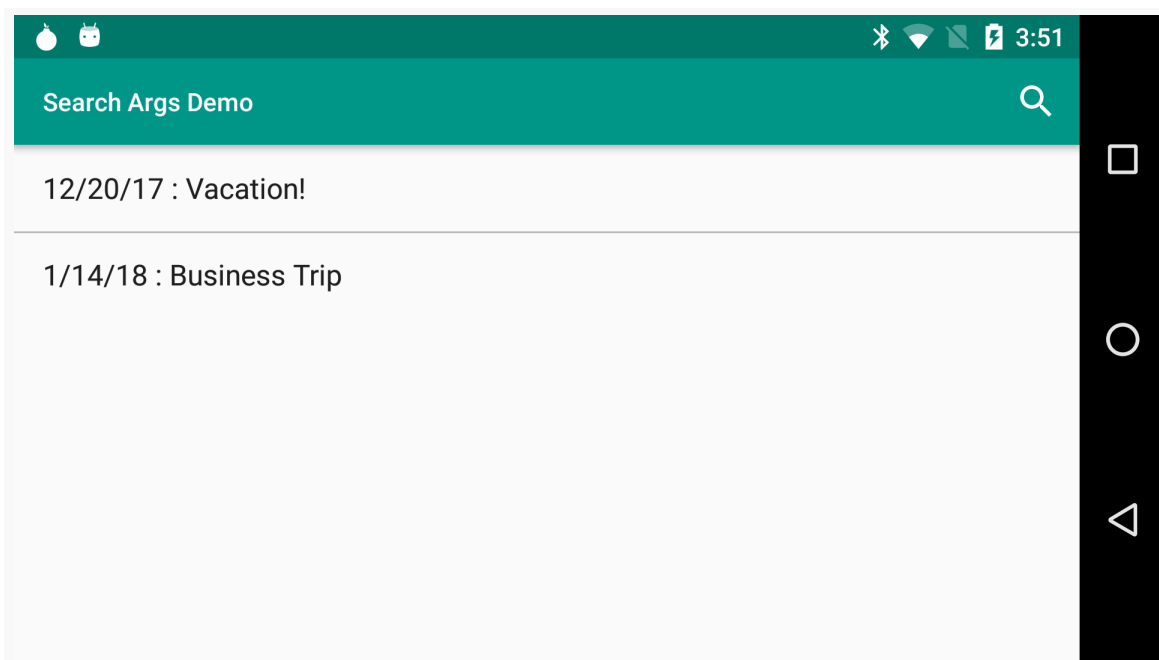 3:51
Search Args Demo
12/20/17 : Vacation!
1/14/18 : Business Trip